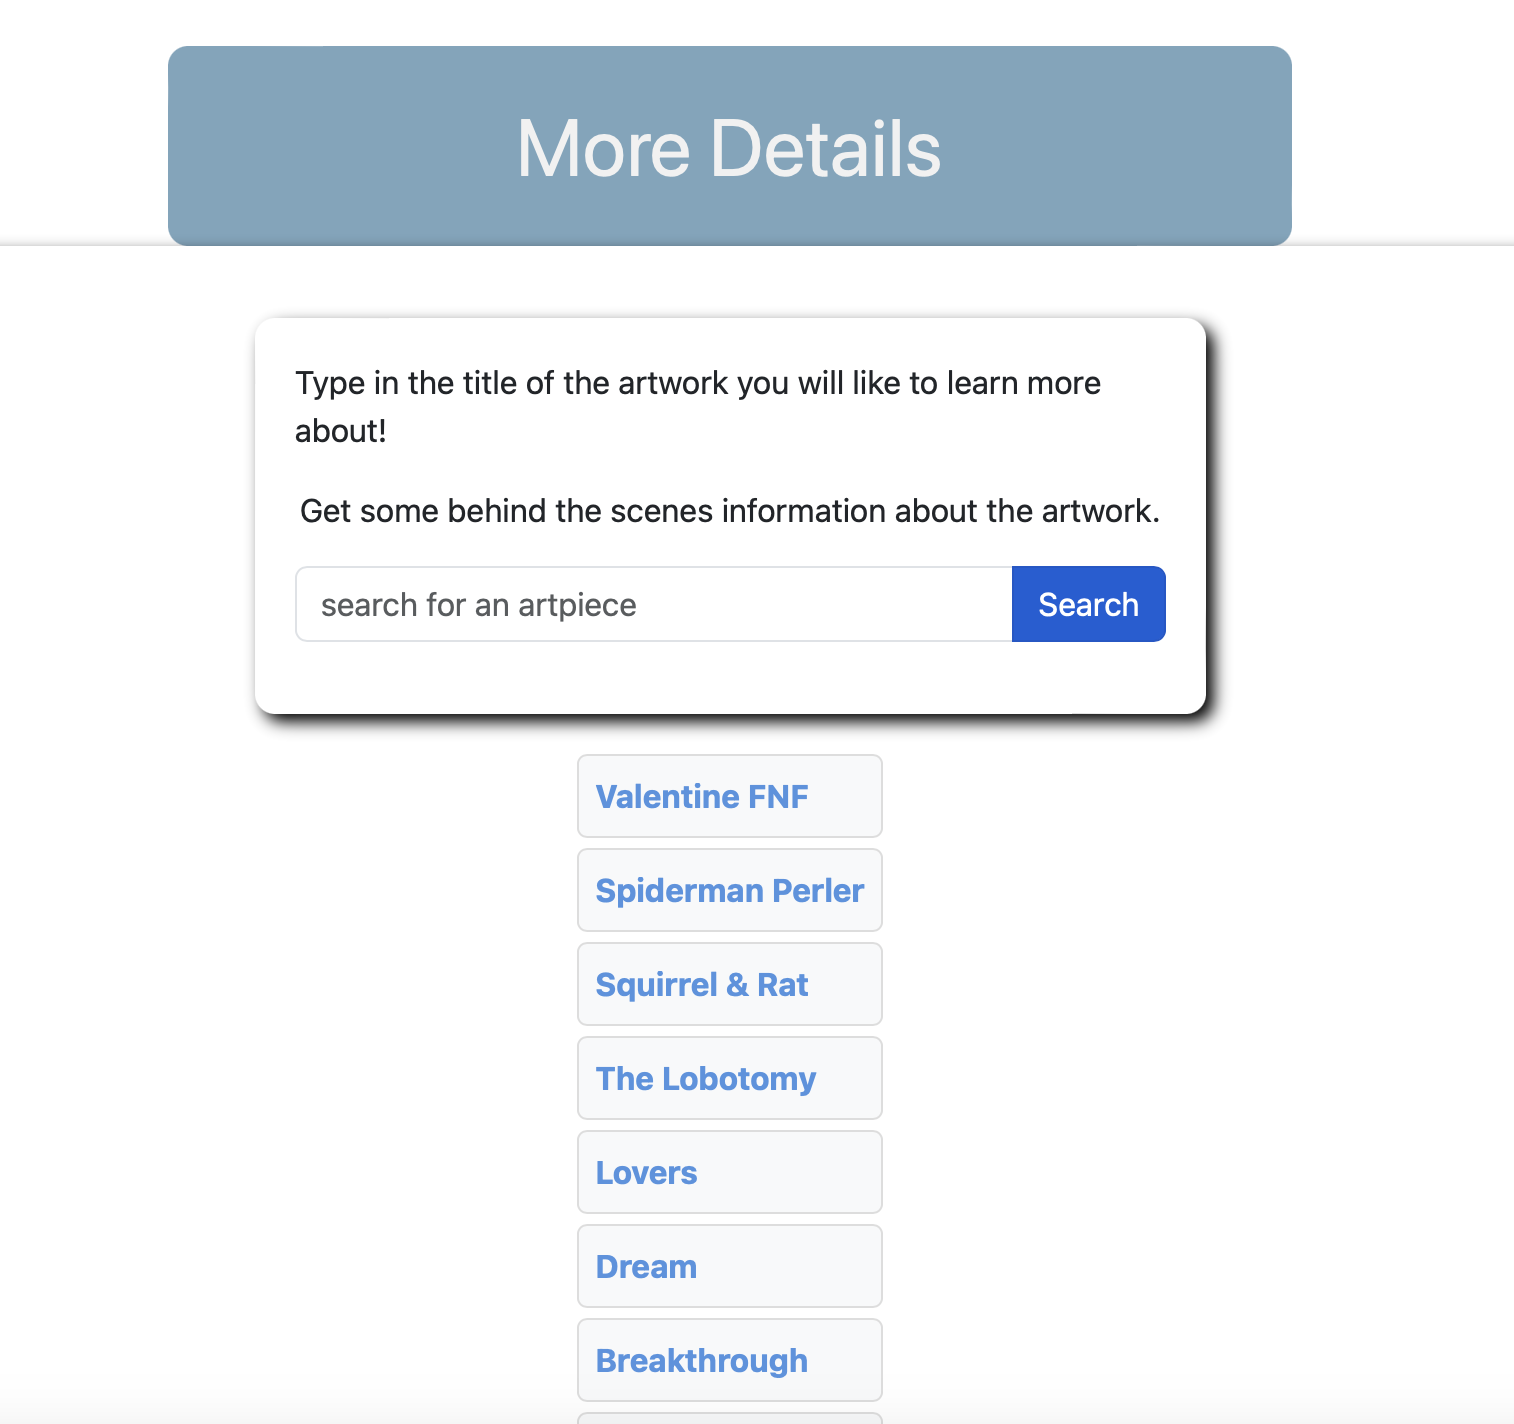 More Details
Type in the title of the artwork you will like to learn more
about!
Get some behind the scenes information about the artwork.
search for an artpiece
Search
Valentine FNF
Spiderman Perler
Squirrel & Rat
The Lobotomy
Lovers
Dream
Breakthrough